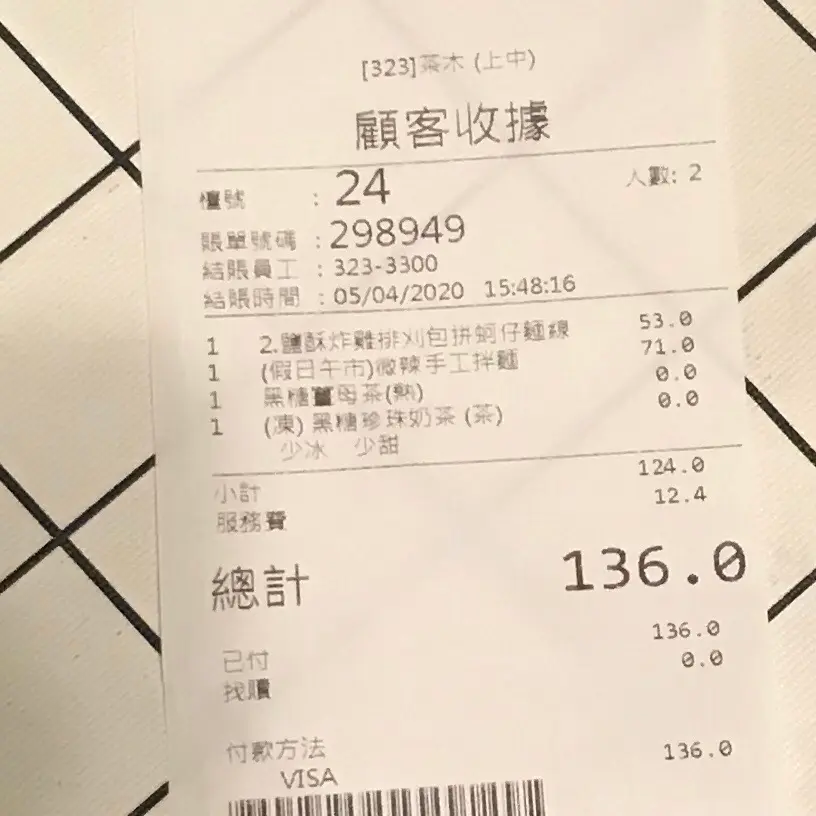 [323]茶木 (上中)
顧客收據
檯號 : 24 人數: 2
賬單號碼 : 298949
結賬員工 : 323-3300
結賬時間 : 05/04/2020 15:48:16
1 2.鹽酥炸雞排刈包拼蚵仔麵線 53.0
1 (假日午市)微辣手工拌麵 71.0
1 黑糖薑母茶(熱) 0.0
1 (凍) 黑糖珍珠奶茶 (茶) 0.0
少冰 少甜
小計 124.0
服務費 12.4
總計 136.0
已付 136.0
找贖 0.0
付款方法
VISA 136.0